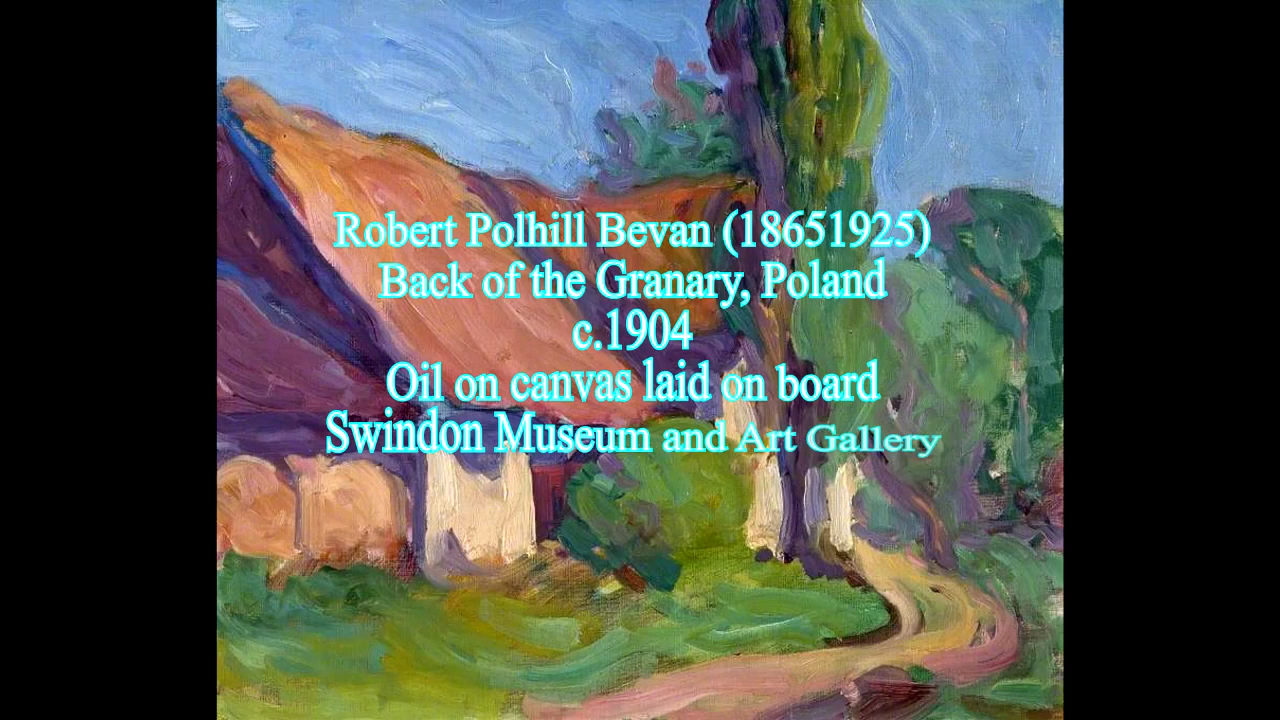 Robert Polhill Bevan (18651925)
Back of the Granary, Poland
c.1904
Oil on canvas laid on board
Swindon Museum and Art Gallery